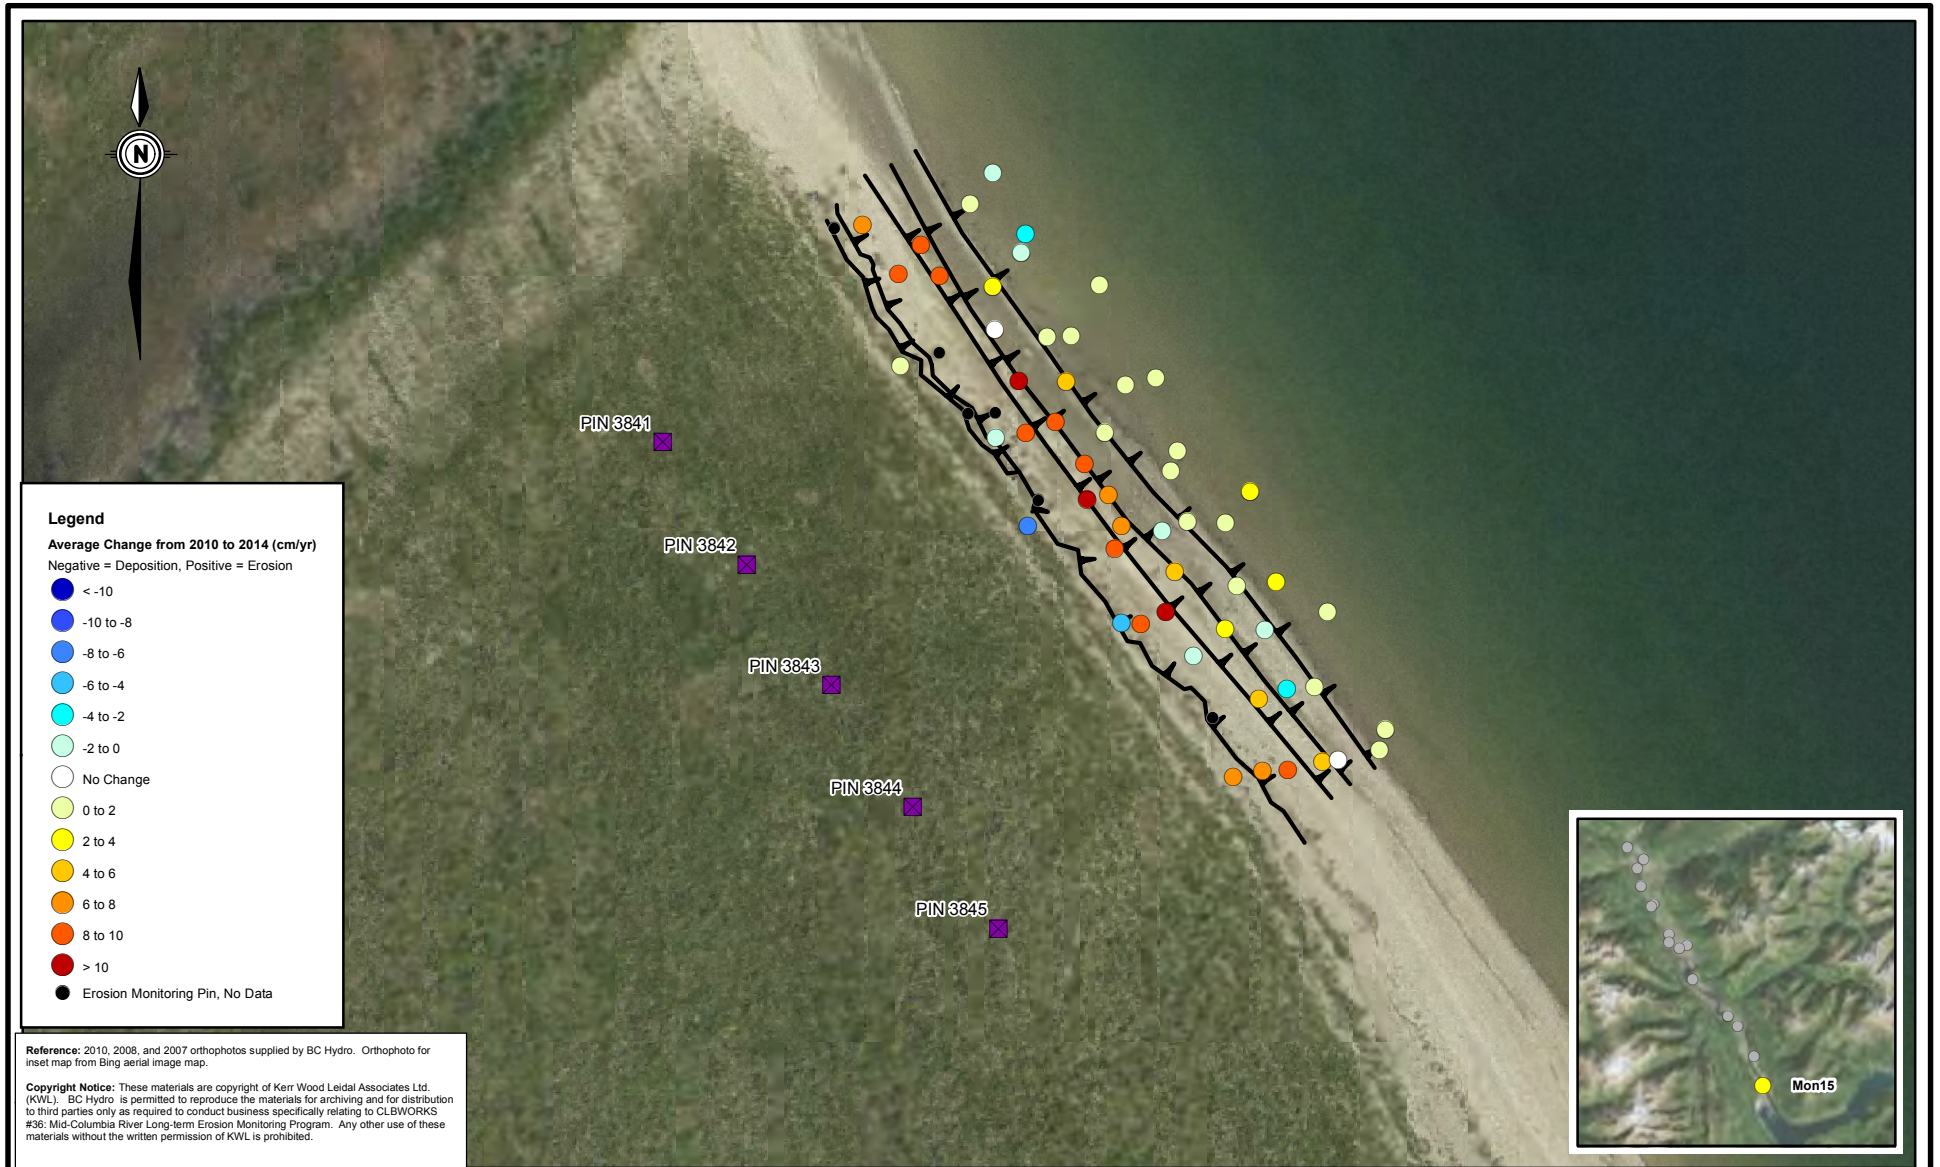 N
PIN 3841
PIN 3842
PIN 3843
PIN 3844
PIN 3845
Legend
Average Change from 2010 to 2014 (cm/yr)
Negative = Deposition, Positive = Erosion
< -10
-10 to -8
-8 to -6
-6 to -4
-4 to -2
-2 to 0
No Change
0 to 2
2 to 4
4 to 6
6 to 8
8 to 10
> 10
Erosion Monitoring Pin, No Data
Reference: 2010, 2008, and 2007 orthophotos supplied by BC Hydro. Orthophoto for
inset map from Bing aerial image map.
Copyright Notice: These materials are copyright of Kerr Wood Leidal Associates Ltd.
(KWL). BC Hydro is permitted to reproduce the materials for archiving and for distribution
to third parties only as required to conduct business specifically relating to CLBWORKS
#36: Mid-Columbia River Long-term Erosion Monitoring Program. Any other use of these
materials without the written permission of KWL is prohibited.
Mon15